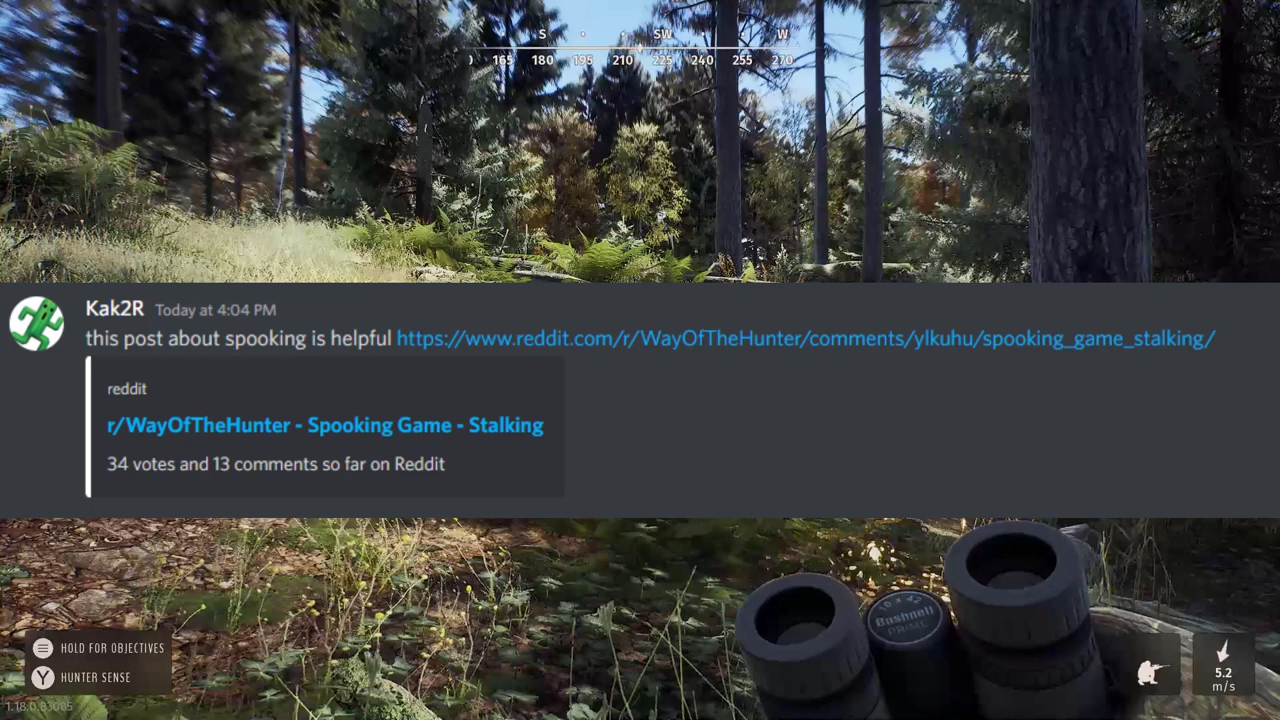 S SW W
165 180 195 210 225 240 255 270
Kak2R Today at 4:04 PM
this post about spooking is helpful https://www.reddit.com/r/WayOfTheHunter/comments/ylkuhu/spooking_game_stalking/
reddit
r/WayOfTheHunter - Spooking Game - Stalking
34 votes and 13 comments so far on Reddit
Bushnell
PRIME
HOLD FOR OBJECTIVES
Y HUNTER SENSE
5.2
m/s